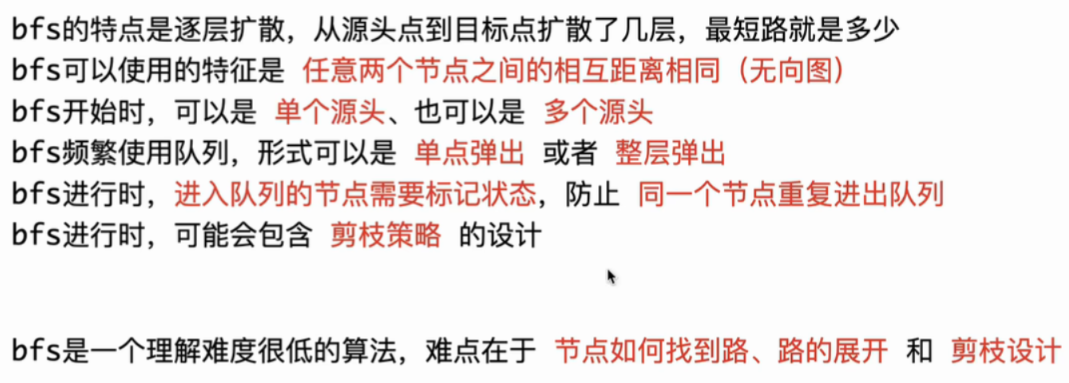 bfs的特点是逐层扩散，从源头点到目标点扩散了几层，最短路就是多少
bfs可以使用的特征是 任意两个节点之间的相互距离相同（无向图）
bfs开始时，可以是 单个源头、也可以是 多个源头
bfs频繁使用队列，形式可以是 单点弹出 或者 整层弹出
bfs进行时，进入队列的节点需要标记状态，防止 同一个节点重复进出队列
bfs进行时，可能会包含 剪枝策略 的设计
bfs是一个理解难度很低的算法，难点在于 节点如何找到路、路的展开 和 剪枝设计